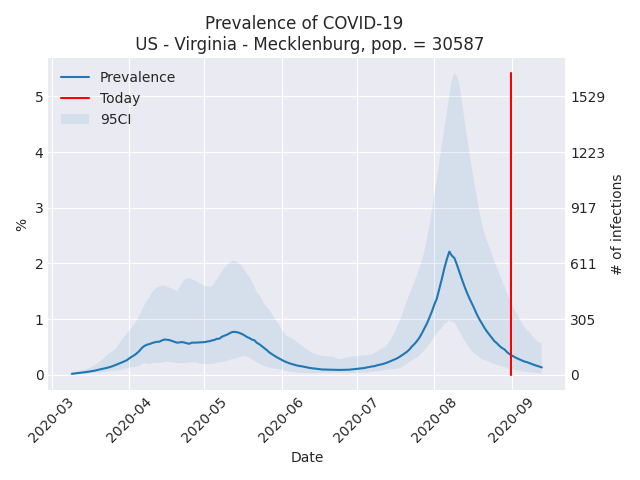 Prevalence of COVID-19
US - Virginia - Mecklenburg, pop. = 30587
Prevalence
Today
95CI
%
5
4
3
2
1
0
1529
1223
917
611
305
0
# of infections
2020-03
2020-04
2020-05
2020-06
2020-07
2020-08
2020-09
Date